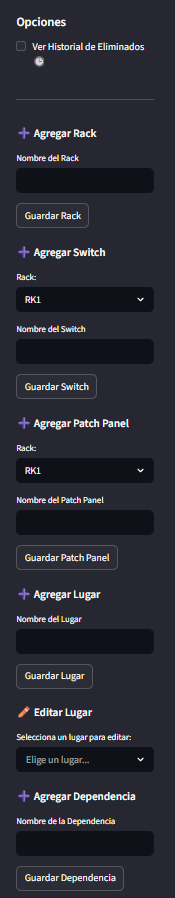 Opciones
Ver Historial de Eliminados
Agregar Rack
Nombre del Rack
Guardar Rack
Agregar Switch
Rack:
RK1
Nombre del Switch
Guardar Switch
Agregar Patch Panel
Rack:
RK1
Nombre del Patch Panel
Guardar Patch Panel
Agregar Lugar
Nombre del Lugar
Guardar Lugar
Editar Lugar
Selecciona un lugar para editar:
Elige un lugar...
Agregar Dependencia
Nombre de la Dependencia
Guardar Dependencia